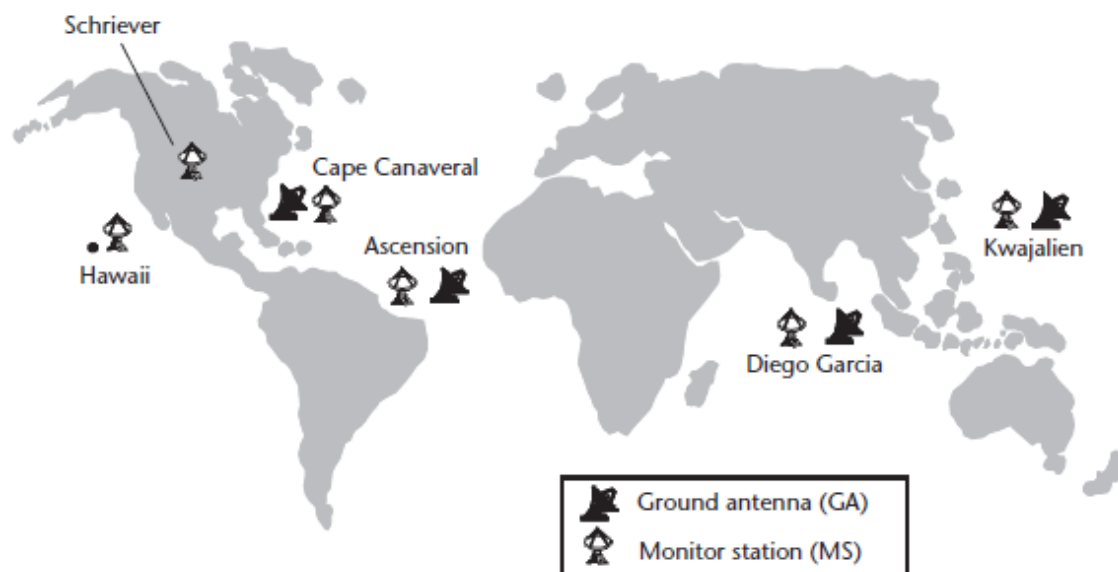 Schriever
Cape Canaveral
Ascension
Hawaii
Kwajalien
Diego Garcia
Ground antenna (GA)
Monitor station (MS)